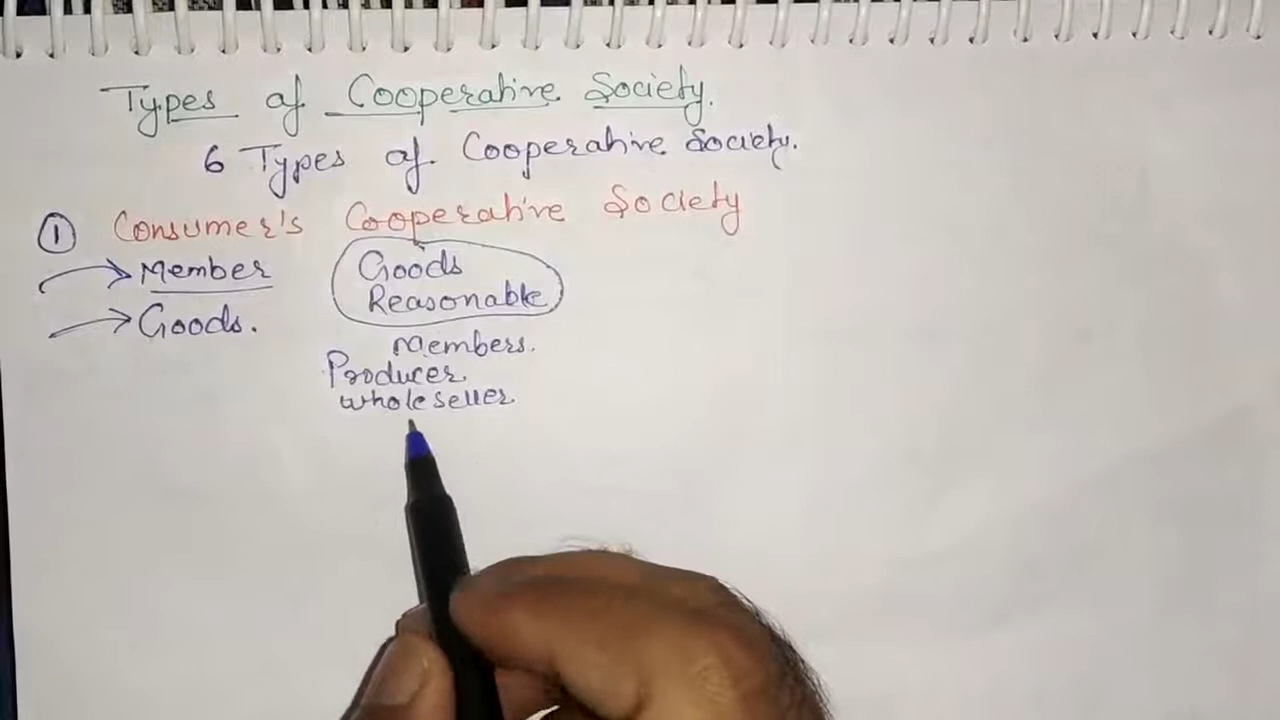 Types of Cooperative Society.
6 Types of Cooperative Society.
① Consumer's Cooperative Society
Member
Goods.
Goods
Reasonable
Members.
Producer.
wholeseller.